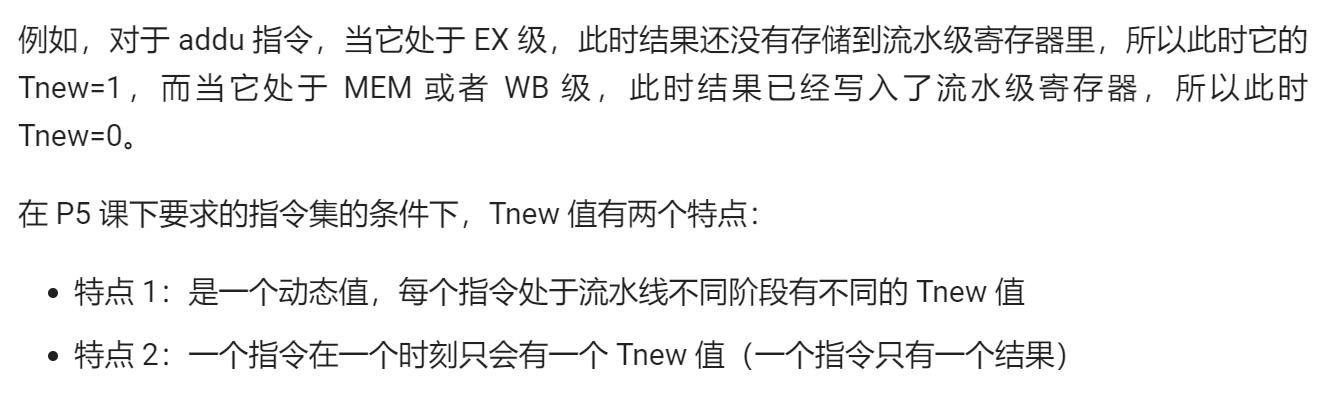 例如，对于 addu 指令，当它处于 EX 级，此时结果还没有存储到流水级寄存器里，所以此时它的
Tnew=1，而当它处于 MEM 或者 WB 级，此时结果已经写入了流水级寄存器，所以此时
Tnew=0。
在 P5 课下要求的指令集的条件下，Tnew 值有两个特点：
• 特点 1：是一个动态值，每个指令处于流水线不同阶段有不同的 Tnew 值
• 特点 2：一个指令在一个时刻只会有一个 Tnew 值（一个指令只有一个结果）